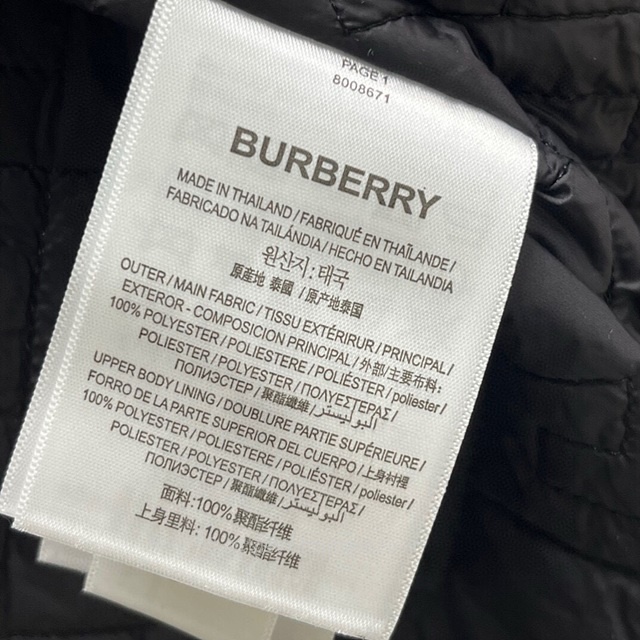 PAGE 1
8008671
BURBERRY
MADE IN THAILAND / FABRIQUÉ EN THAÏLANDE /
FABRICADO NA TAILÂNDIA / HECHO EN TAILANDIA
원산지: 태국
原産地 泰國 / 原产地泰国
OUTER / MAIN FABRIC / TISSU EXTÉRIRUR / PRINCIPAL /
EXTEROR - COMPOSICION PRINCIPAL / 外部 / 主要布料:
100% POLYESTER / POLIESTERE / POLIÉSTER / poliester /
ПОЛИЭСТЕР / 聚酯纖維 / البوليستر / ΠΟΛΥΕΣΤΕΡΑΣ /
UPPER BODY LINING / DOUBLURE PARTIE SUPÉRIEURE /
FORRO DE LA PARTE SUPERIOR DEL CUERPO / 上身衬裡
100% POLYESTER / POLIESTERE / POLIÉSTER / poliester /
POLIESTER / POLYESTER / ΠΟΛΥΕΣΤΕΡΑΣ /
ПОЛИЭСТЕР / 聚酯纖維 / البوليستر
面料:100%聚酯纤维
上身里料: 100%聚酯纤维